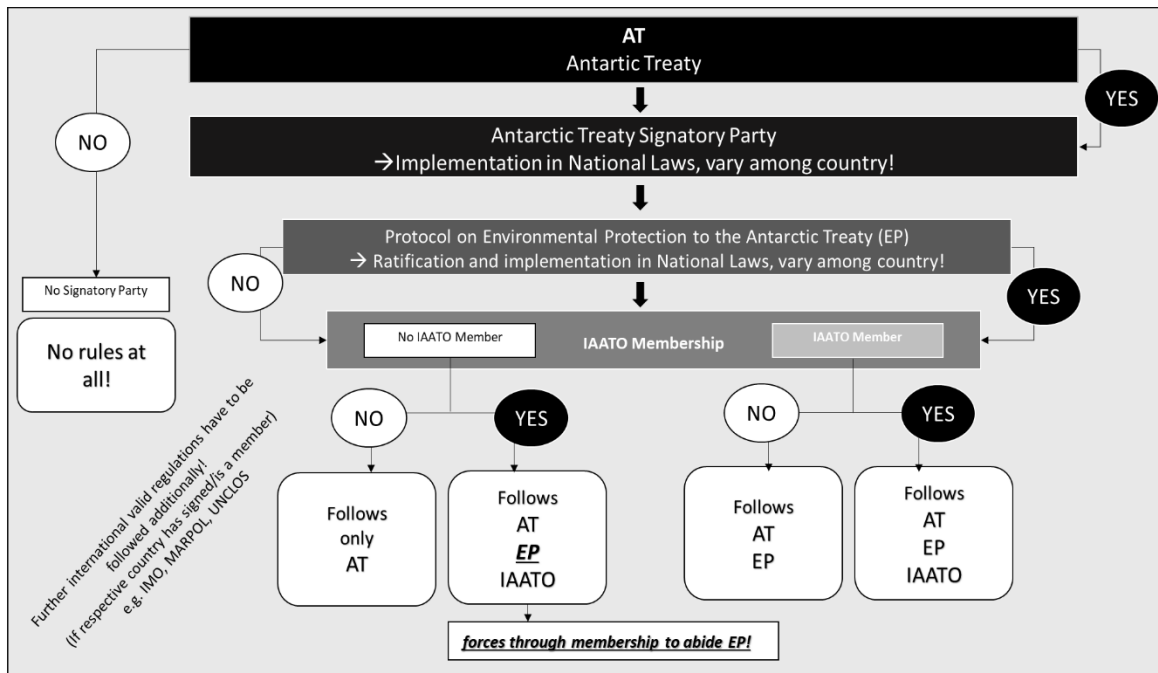 AT
Antartic Treaty
NO
YES
Antarctic Treaty Signatory Party
→Implementation in National Laws, vary among country!
Protocol on Environmental Protection to the Antarctic Treaty (EP)
→ Ratification and implementation in National Laws, vary among country!
NO
YES
No Signatory Party
No rules at
all!
No IAATO Member
IAATO Membership
IAATO Member
NO
YES
NO
YES
Follows
only
AT
Follows
AT
EP
IAATO
Follows
AT
EP
Follows
AT
EP
IAATO
forces through membership to abide EP!
Further international valid regulations have to be
followed additionally!
(If respective country has signed/is a member)
e.g. IMO, MARPOL, UNCLOS